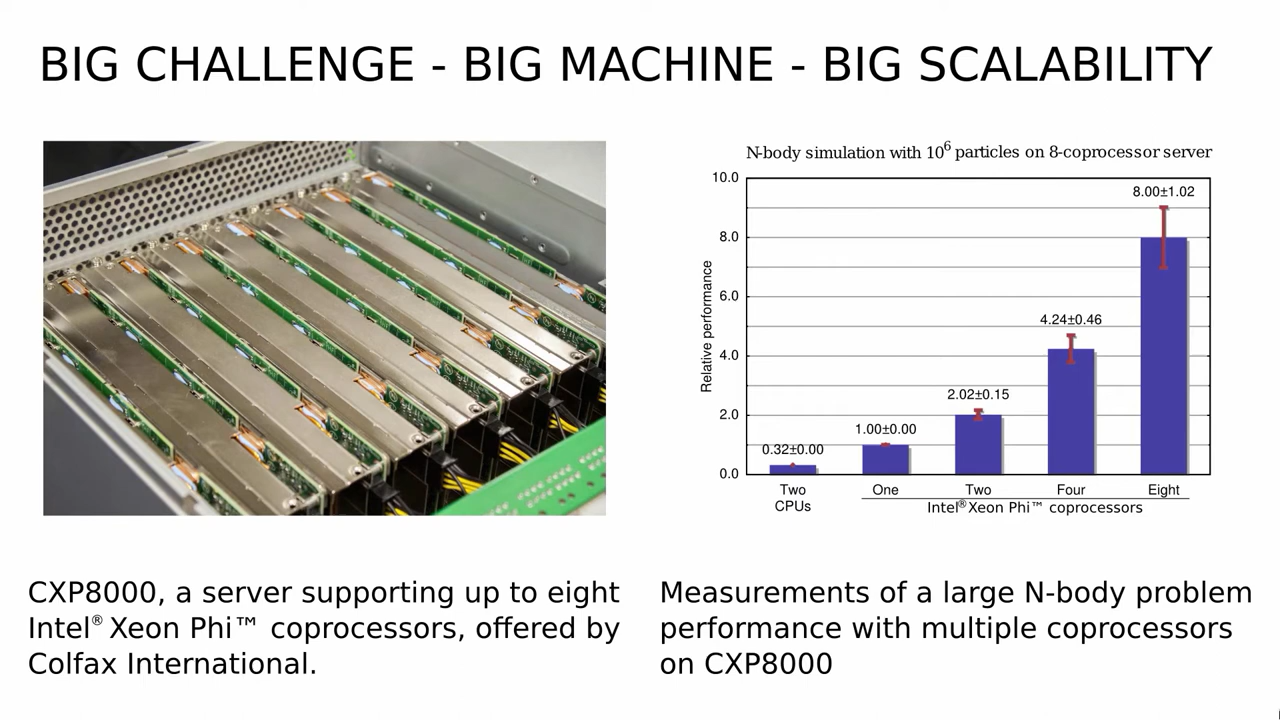 BIG CHALLENGE - BIG MACHINE - BIG SCALABILITY
N-body simulation with 10⁶ particles on 8-coprocessor server
Relative performance
10.0
8.0
6.0
4.0
2.0
0.0
0.32±0.00
1.00±0.00
2.02±0.15
4.24±0.46
8.00±1.02
Two CPUs
One
Two
Four
Eight
Intel® Xeon Phi™ coprocessors
CXP8000, a server supporting up to eight
Intel® Xeon Phi™ coprocessors, offered by
Colfax International.
Measurements of a large N-body problem
performance with multiple coprocessors
on CXP8000